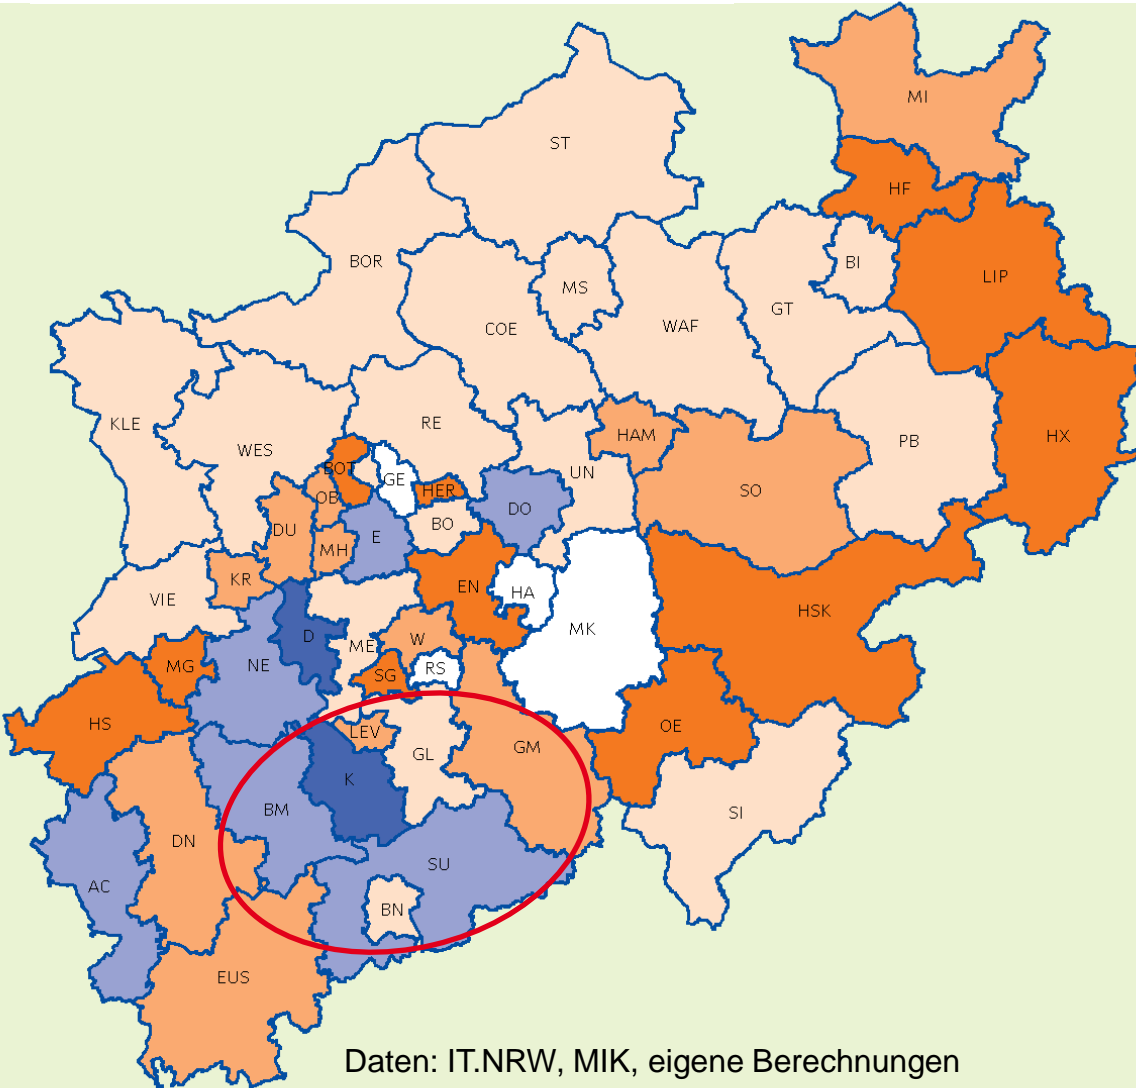 MI
ST
HF
BOR
BI
LIP
MS
GT
COE
WAF
KLE
RE
HAM
HX
PB
WES
BOT
GE
UN
SO
OB
HER
DO
DU
BO
E
MH
KR
EN
HA
VIE
HSK
D
MK
W
ME
MG
NE
SG
RS
HS
OE
LEV
GM
GL
K
BM
SI
DN
SU
AC
BN
EUS
Daten: IT.NRW, MIK, eigene Berechnungen